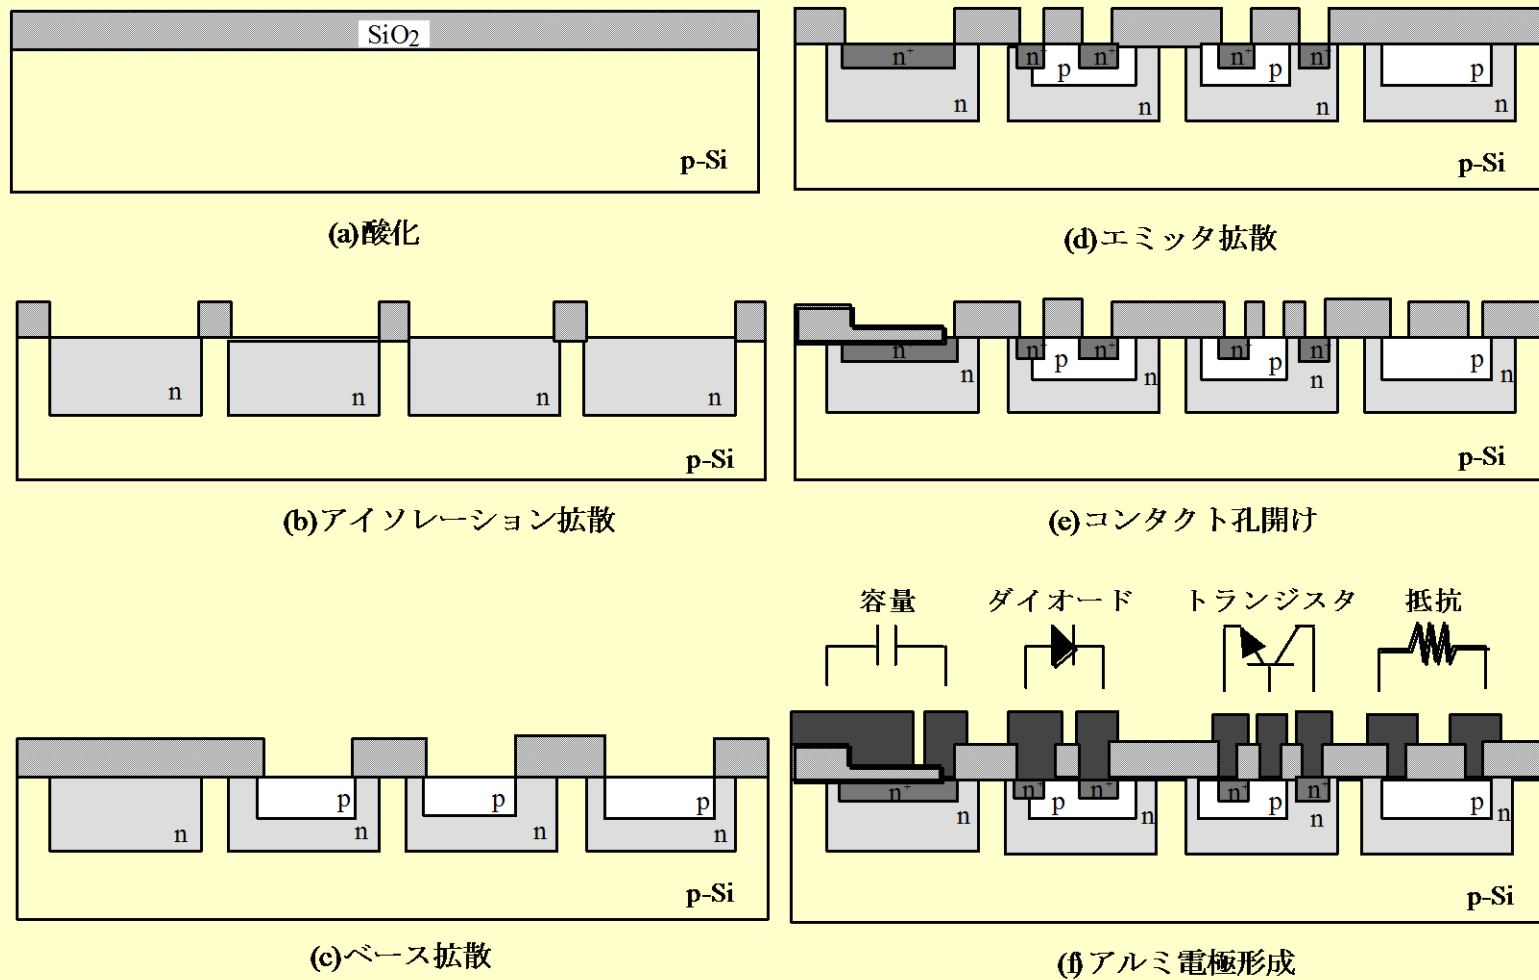 SiO2
p-Si
(a)酸化
n
n
n
n
p-Si
(b)アイソレーション拡散
p
p
p
n
n
n
n
p-Si
(c)ベース拡散
n+
n+
n+
n+
n+
p
p
p
n
n
n
n
p-Si
(d)エミッタ拡散
n+
n+
n+
n+
n+
p
p
p
n
n
n
n
p-Si
(e)コンタクト孔開け
容量
ダイオード
トランジスタ
抵抗
n+
n+
n+
n+
n+
p
p
p
n
n
n
n
p-Si
(f)アルミ電極形成